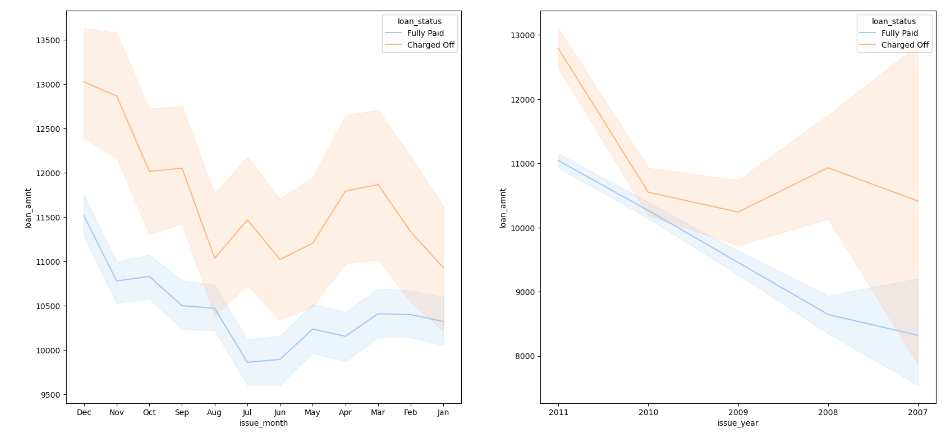 loan_status
Fully Paid
Charged Off
13500
13000
12500
12000
11500
11000
10500
10000
9500
loan_amnt
Dec Nov Oct Sep Aug Jul Jun May Apr Mar Feb Jan
issue_month
loan_status
Fully Paid
Charged Off
13000
12000
11000
10000
9000
8000
loan_amnt
2011 2010 2009 2008 2007
issue_year